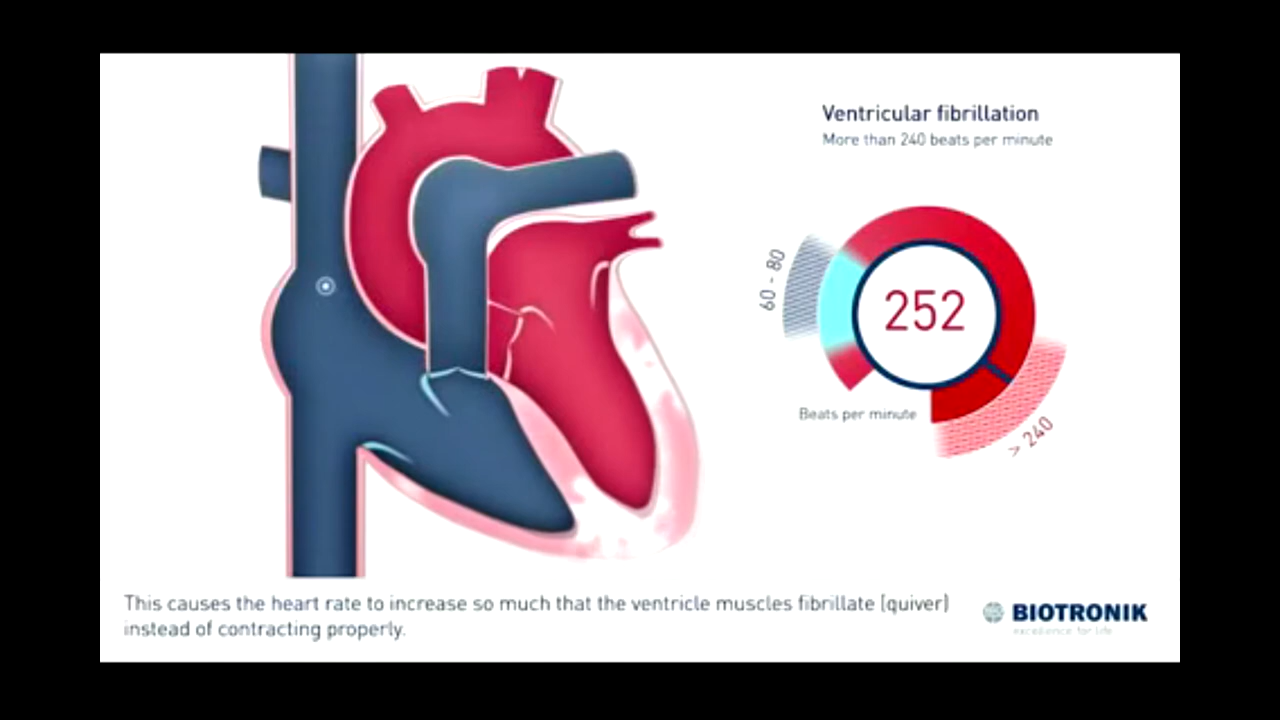 Ventricular fibrillation
More than 240 beats per minute
60 - 80
252
Beats per minute
> 240
This causes the heart rate to increase so much that the ventricle muscles fibrillate (quiver)
instead of contracting properly.
BIOTRONIK
excellence for life